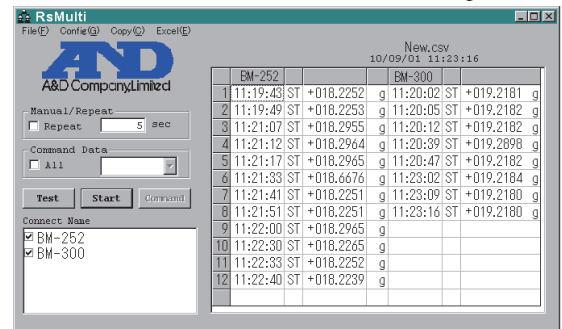 RsMulti
File(F) Config(G) Copy(C) Excel(E)
AND
A&D Company,Limited
New.csv
10/09/01 11:23:16
Manual/Repeat
Repeat 5 sec
Command Data
All
Test Start Command
Connect Name
BM-252
BM-300
BM-252 BM-300
1 11:19:43 ST +018.2252 g 11:20:02 ST +019.2181 g
2 11:19:49 ST +018.2253 g 11:20:05 ST +019.2182 g
3 11:21:07 ST +018.2955 g 11:20:12 ST +019.2182 g
4 11:21:12 ST +018.2964 g 11:20:39 ST +019.2898 g
5 11:21:17 ST +018.2965 g 11:20:47 ST +019.2182 g
6 11:21:33 ST +018.6676 g 11:23:02 ST +019.2184 g
7 11:21:41 ST +018.2251 g 11:23:09 ST +019.2180 g
8 11:21:51 ST +018.2251 g 11:23:16 ST +019.2180 g
9 11:22:00 ST +018.2965 g
10 11:22:30 ST +018.2265 g
11 11:22:33 ST +018.2252 g
12 11:22:40 ST +018.2239 g